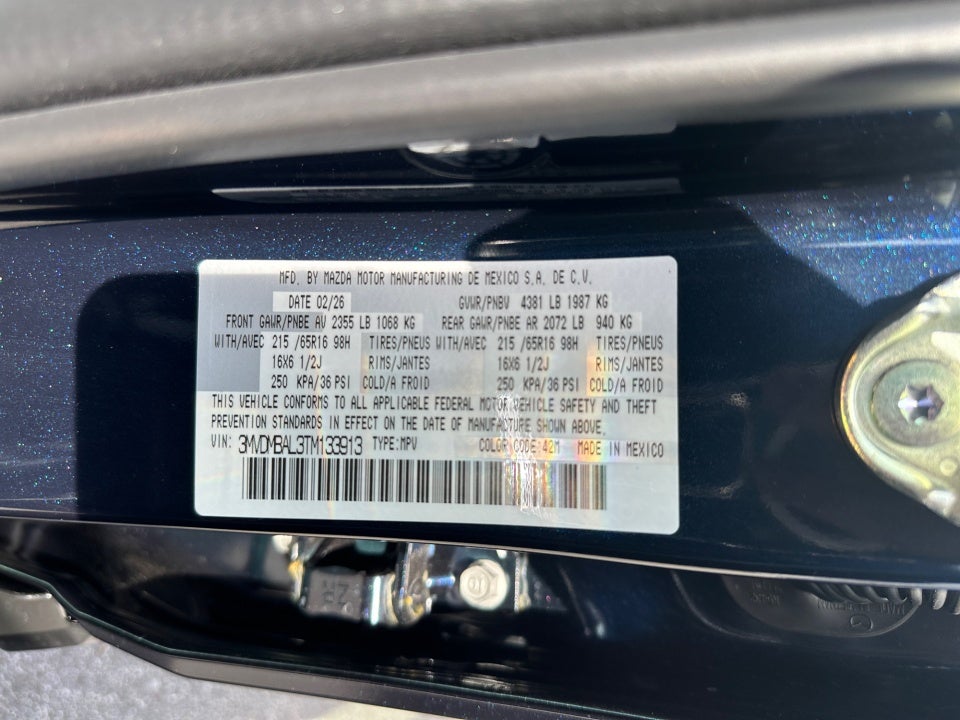 MFD. BY MAZDA MOTOR MANUFACTURING DE MEXICO S.A. DE C.V.
DATE 02/26 GVWR/PNBV 4381 LB 1987 KG
FRONT GAWR/PNBE AV 2355 LB 1068 KG REAR GAWR/PNBE AR 2072 LB 940 KG
WITH/AVEC 215 /65R16 98H TIRES/PNEUS WITH/AVEC 215 /65R16 98H TIRES/PNEUS
16X6 1/2J RIMS/JANTES 16X6 1/2J RIMS/JANTES
250 KPA/36 PSI COLD/A FROID 250 KPA/36 PSI COLD/A FROID
THIS VEHICLE CONFORMS TO ALL APPLICABLE FEDERAL MOTOR VEHICLE SAFETY AND THEFT
PREVENTION STANDARDS IN EFFECT ON THE DATE OF MANUFACTURE SHOWN ABOVE.
VIN: 3MVDMBAL3TM133913 TYPE:MPV COLOR CODE:42M MADE IN MEXICO
ZR
10